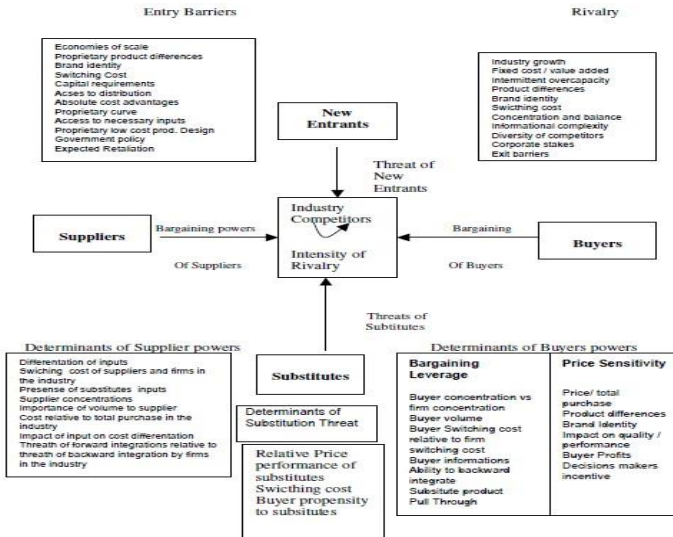 Entry Barriers
Rivalry
Economies of scale
Proprietary product differences
Brand identity
Switching Cost
Capital requirements
Acses to distribution
Absolute cost advantages
Proprietary curve
Access to necessary inputs
Proprietary low cost prod. Design
Government policy
Expected Retaliation
Industry growth
Fixed cost / value added
Intermittent overcapacity
Product differences
Brand identity
Swicthing cost
Concentration and balance
Informational complexity
Diversity of competitors
Corporate stakes
Exit barriers
New
Entrants
Threat of
New
Entrants
Industry
Competitors
Intensity of
Rivalry
Suppliers
Bargaining powers
Of Suppliers
Bargaining
Of Buyers
Buyers
Threats of
Subtitutes
Determinants of Supplier powers
Differentation of inputs
Swiching cost of suppliers and firms in
the industry
Presense of substitutes inputs
Supplier concentrations
Importance of volume to supplier
Cost relative to total purchase in the
industry
Impact of input on cost differentation
Threath of forward integrations relative to
threath of backward integration by firms
in the industry
Substitutes
Determinants of
Substitution Threat
Relative Price
performance of
substitutes
Swicthing cost
Buyer propensity
to subsitutes
Determinants of Buyers powers
Bargaining
Leverage
Buyer concentration vs
firm concentration
Buyer volume
Buyer Switching cost
relative to firm
switching cost
Buyer informations
Ability to backward
integrate
Subsitute product
Pull Through
Price Sensitivity
Price/ total
purchase
Product differences
Brand Identity
Impact on quality /
performance
Buyer Profits
Decisions makers
incentive